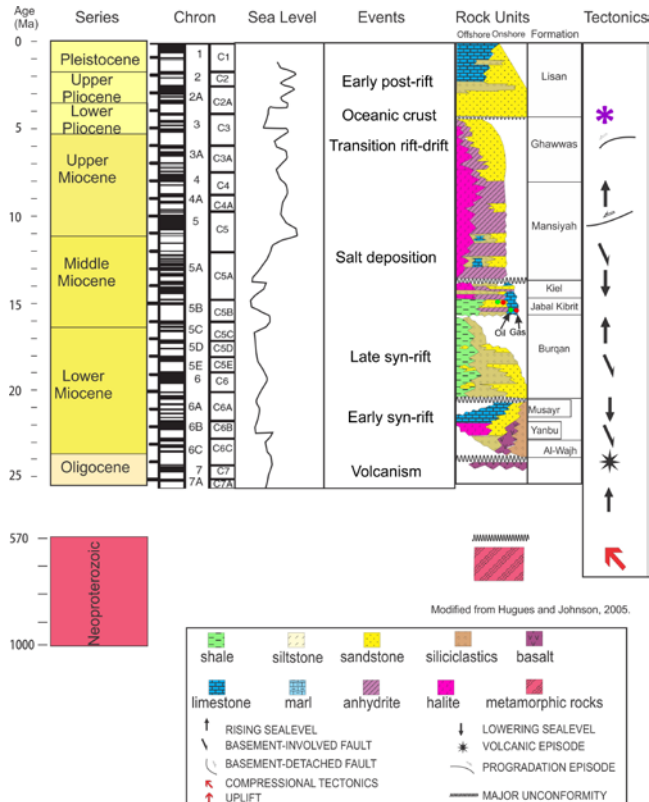 Age
(Ma)
Series
Chron
Sea Level
Events
Rock Units
Offshore Onshore
Formation
Tectonics
0
5
10
15
20
25
570
1000
Pleistocene
Upper
Pliocene
Lower
Pliocene
Upper
Miocene
Middle
Miocene
Lower
Miocene
Oligocene
Neoproterozoic
1
2
2A
3
3A
4
4A
5
5A
5B
5C
5D
5E
6
6A
6B
6C
7
7A
C1
C2
C2A
C3
C3A
C4
C4A
C5
C5A
C5B
C5C
C5D
C5E
C6
C6A
C6B
C6C
C7
C7A
Early post-rift
Oceanic crust
Transition rift-drift
Salt deposition
Late syn-rift
Early syn-rift
Volcanism
Oil
Gas
Lisan
Ghawwas
Mansiyah
Kiel
Jabal Kibrit
Burqan
Musayr
Yanbu
Al-Wajh
*
Modified from Hugues and Johnson, 2005.
shale siltstone sandstone siliciclastics basalt
limestone marl anhydrite halite metamorphic rocks
RISING SEALEVEL
BASEMENT-INVOLVED FAULT
BASEMENT-DETACHED FAULT
COMPRESSIONAL TECTONICS
UPLIFT
LOWERING SEALEVEL
VOLCANIC EPISODE
PROGRADATION EPISODE
MAJOR UNCONFORMITY